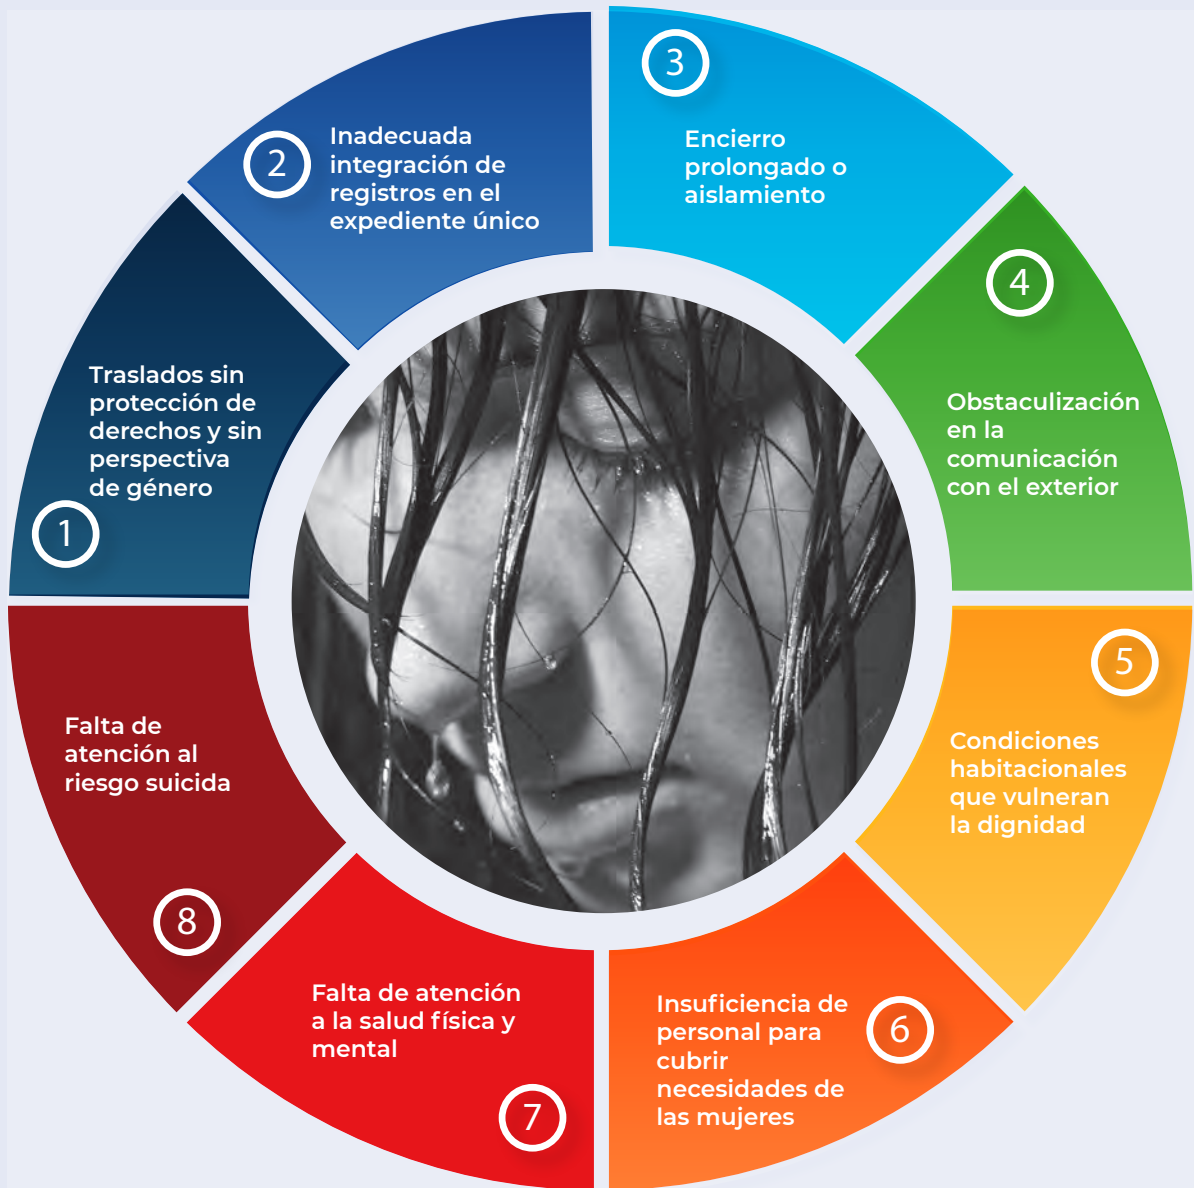 1
Traslados sin
protección de
derechos y sin
perspectiva
de género
2
Inadecuada
integración de
registros en el
expediente único
3
Encierro
prolongado o
aislamiento
4
Obstaculización
en la
comunicación
con el exterior
5
Condiciones
habitacionales
que vulneran
la dignidad
6
Insuficiencia de
personal para
cubrir
necesidades de
las mujeres
7
Falta de atención
a la salud física y
mental
8
Falta de
atención al
riesgo suicida